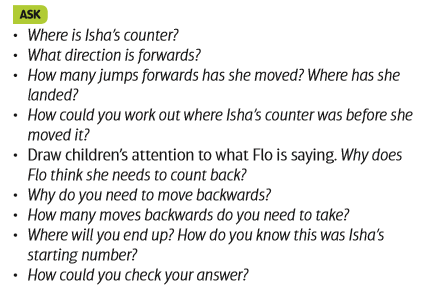 ASK
• Where is Isha's counter?
• What direction is forwards?
• How many jumps forwards has she moved? Where has she
landed?
• How could you work out where Isha's counter was before she
moved it?
• Draw children's attention to what Flo is saying. Why does
Flo think she needs to count back?
• Why do you need to move backwards?
• How many moves backwards do you need to take?
• Where will you end up? How do you know this was Isha's
starting number?
• How could you check your answer?